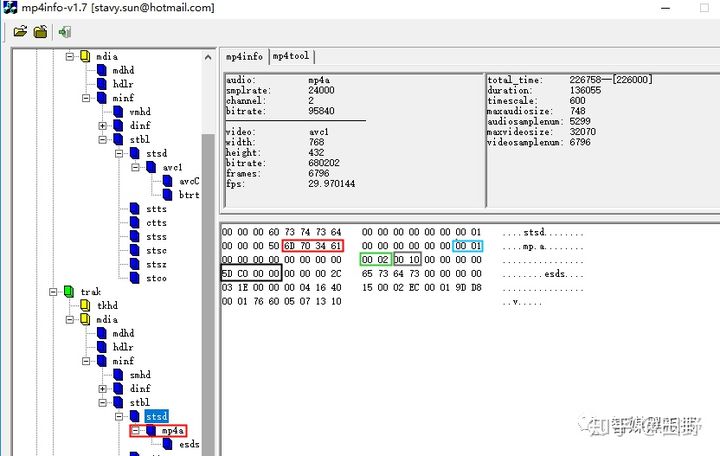 mp4info-v1.7 [stavy.sun@hotmail.com]
mdia
mdhd
hdlr
minf
vmhd
dinf
stbl
stsd
avc1
avcC
btrt
stts
ctts
stss
stsc
stsz
stco
trak
tkhd
mdia
mdhd
hdlr
minf
smhd
dinf
stbl
stsd
mp4a
esds
mp4info mp4tool
audio: mp4a
smplrate: 24000
channel: 2
bitrate: 95840
video: avc1
width: 768
height: 432
bitrate: 680202
frames: 6796
fps: 29.970144
total_time: 226758--[226000]
duration: 136055
timescale: 600
maxaudiosize: 748
audiosamplenum: 5299
maxvideosize: 32070
videosamplenum: 6796
00 00 00 60 73 74 73 64 00 00 00 00 00 00 00 01 ....stsd........
00 00 00 50 6D 70 34 61 00 00 00 00 00 00 00 01 ....mp.a........
00 00 00 00 00 00 00 00 00 02 00 10 00 00 00 00 ................
5D C0 00 00 00 00 00 2C 65 73 64 73 00 00 00 00 ........esds....
03 1E 00 00 00 04 16 40 15 00 02 EC 00 01 9D D8 ................
00 01 76 60 05 07 13 10 ..v.....
知乎 @田野